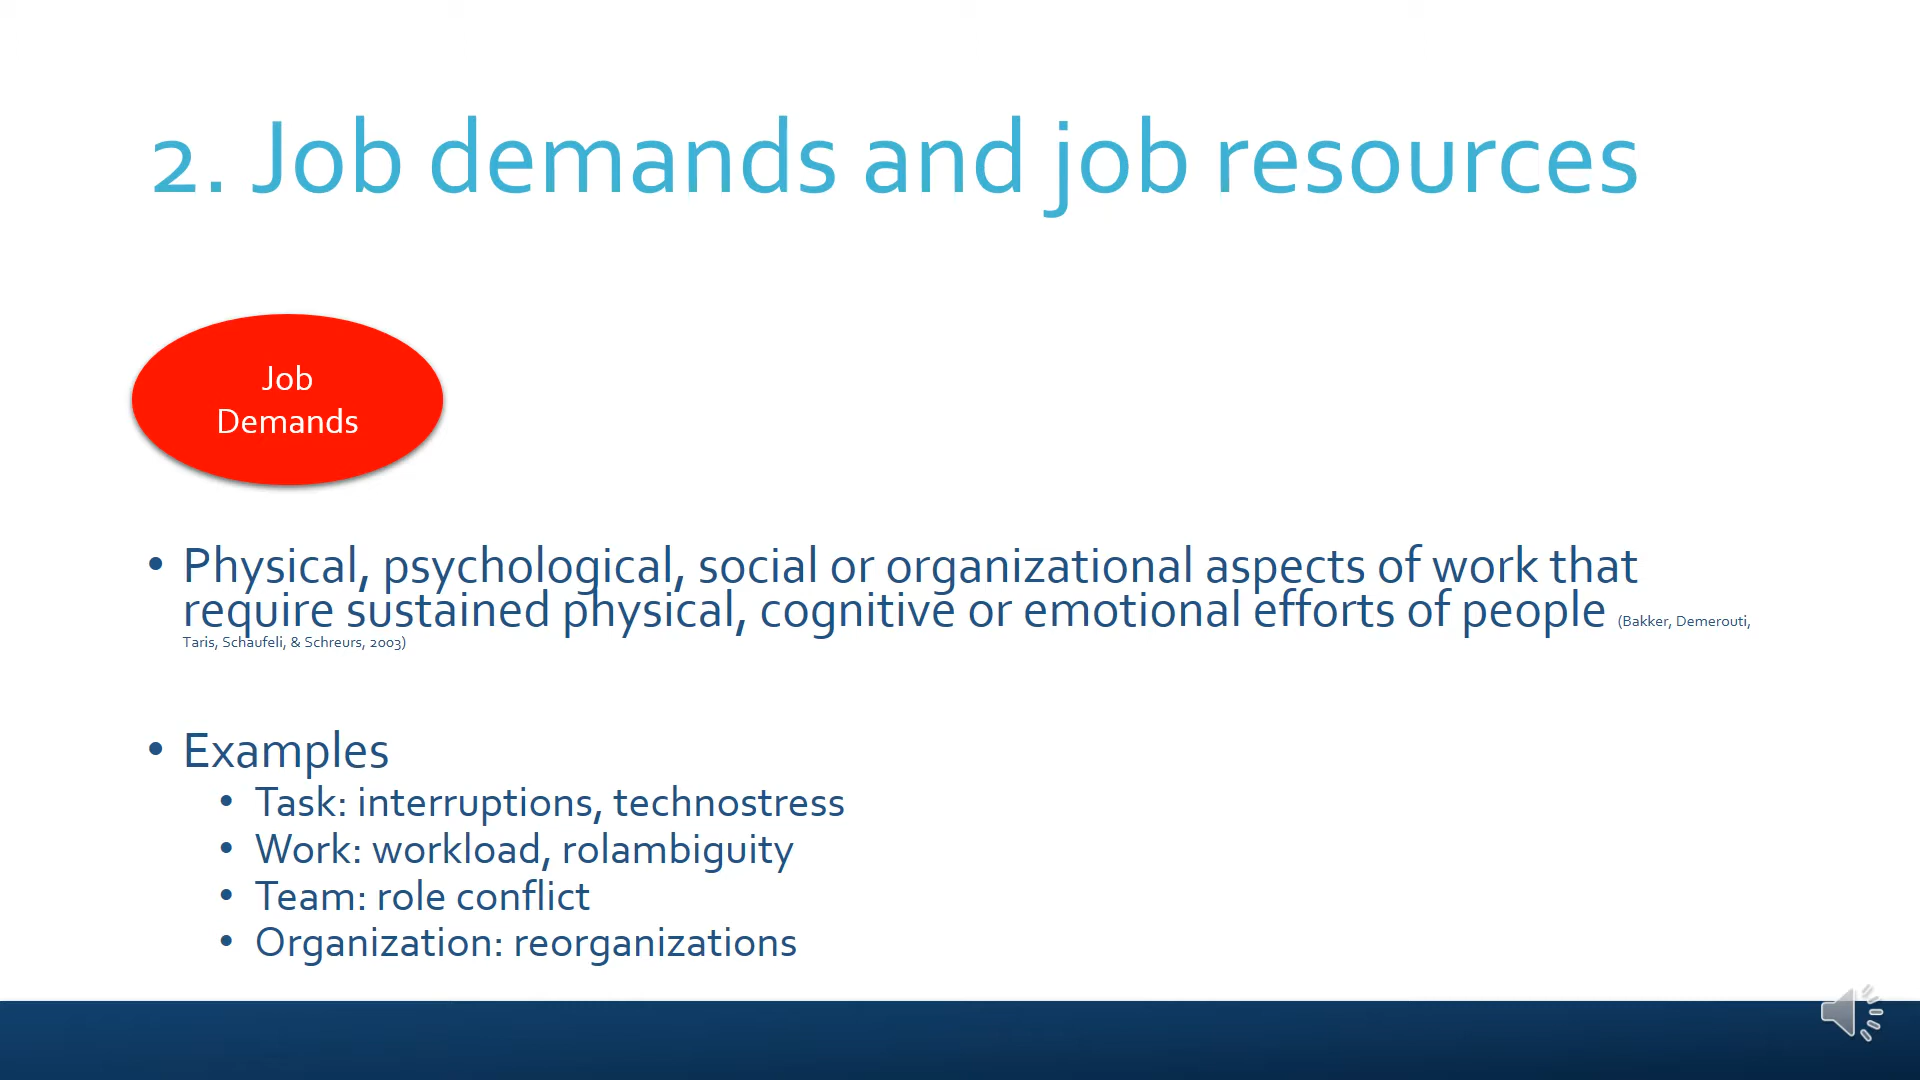 2. Job demands and job resources
Job
Demands
• Physical, psychological, social or organizational aspects of work that
require sustained physical, cognitive or emotional efforts of people (Bakker, Demerouti,
Taris, Schaufeli, & Schreurs, 2003)
• Examples
• Task: interruptions, technostress
• Work: workload, rolambiguity
• Team: role conflict
• Organization: reorganizations